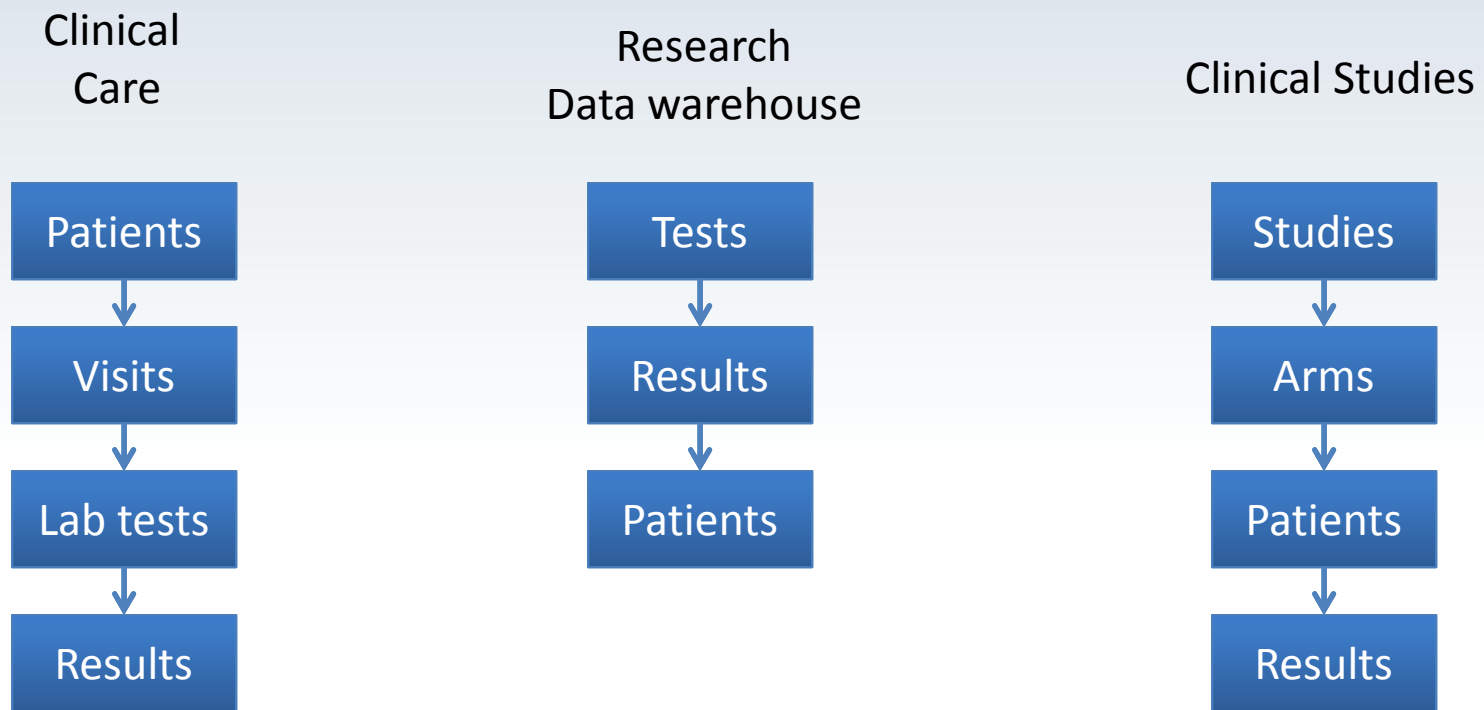 Clinical
Care
Patients
Visits
Lab tests
Results
Research
Data warehouse
Tests
Results
Patients
Clinical Studies
Studies
Arms
Patients
Results